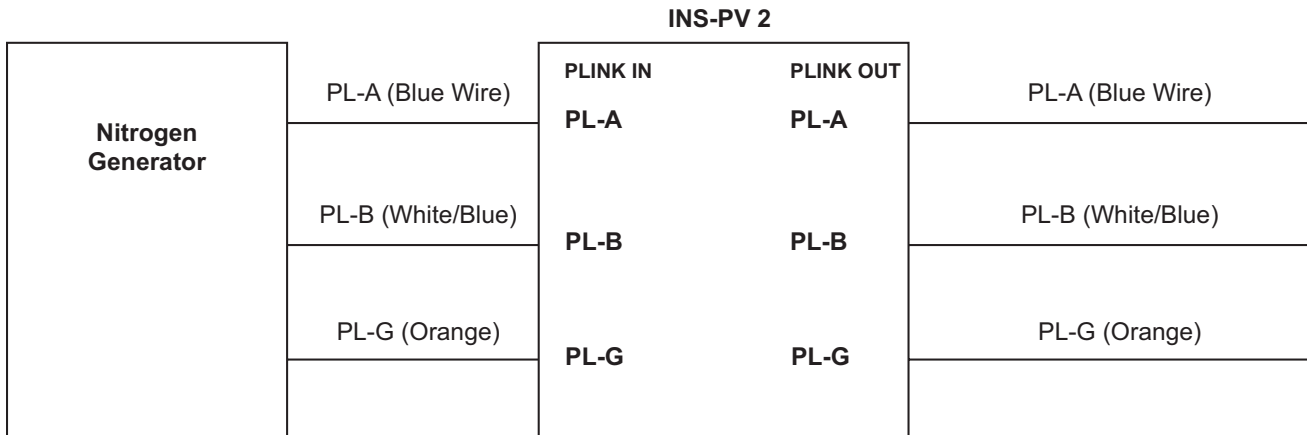 INS-PV 2
PLINK IN PLINK OUT
PL-A (Blue Wire) PL-A (Blue Wire)
PL-A PL-A
Nitrogen
Generator
PL-B (White/Blue) PL-B (White/Blue)
PL-B PL-B
PL-G (Orange) PL-G (Orange)
PL-G PL-G